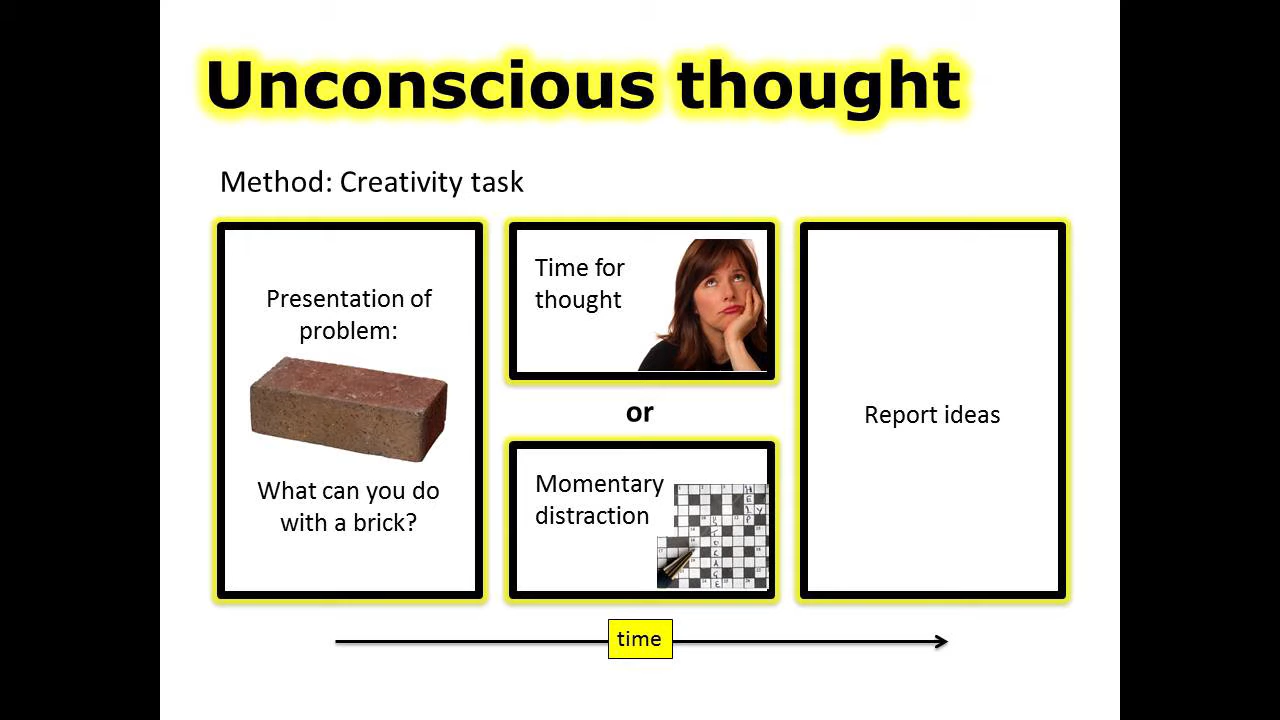 Unconscious thought
Method: Creativity task
Presentation of
problem:
What can you do
with a brick?
Time for
thought
or
Momentary
distraction
Report ideas
time